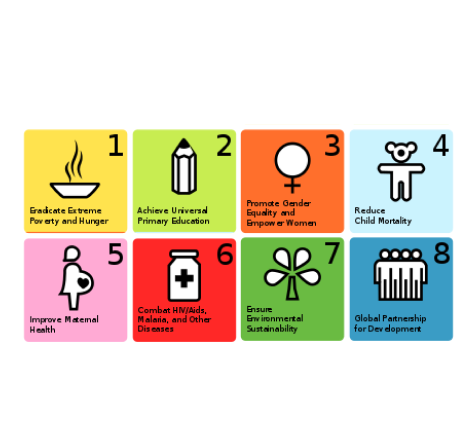 1
Eradicate Extreme
Poverty and Hunger
2
Achieve Universal
Primary Education
3
Promote Gender
Equality and
Empower Women
4
Reduce
Child Mortality
5
Improve Maternal
Health
6
Combat HIV/Aids,
Malaria, and Other
Diseases
7
Ensure
Environmental
Sustainability
8
Global Partnership
for Development